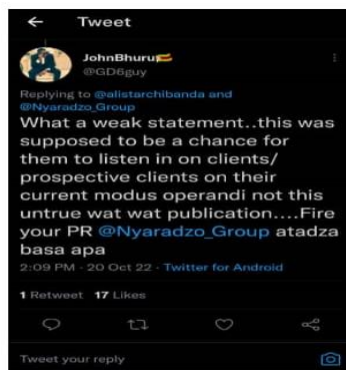 Tweet
JohnBhuru
@GD6guy
Replying to @alistarchibanda and
@Nyaradzo_Group
What a weak statement..this was
supposed to be a chance for
them to listen in on clients/
prospective clients on their
current modus operandi not this
untrue wat wat publication....Fire
your PR @Nyaradzo_Group atadza
basa apa
2:09 PM · 20 Oct 22 · Twitter for Android
1 Retweet 17 Likes
Tweet your reply